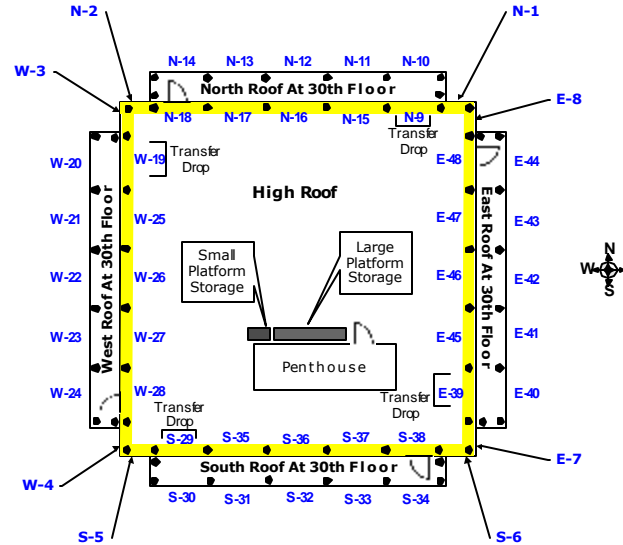 N-2
N-1
N-14 N-13 N-12 N-11 N-10
W-3
North Roof At 30th Floor
E-8
N-18 N-17 N-16 N-15 N-9
Transfer
Drop
W-19
Transfer
Drop
W-20
E-48
E-44
High Roof
W-21
W-25
E-47
E-43
West Roof At 30th Floor
East Roof At 30th Floor
Small
Platform
Storage
Large
Platform
Storage
N
W
S
W-22
W-26
E-46
E-42
W-23
W-27
E-45
E-41
Penthouse
W-24
W-28
Transfer
Drop
E-39
E-40
Transfer
Drop
S-29 S-35 S-36 S-37 S-38
South Roof At 30th Floor
W-4
E-7
S-30 S-31 S-32 S-33 S-34
S-5
S-6